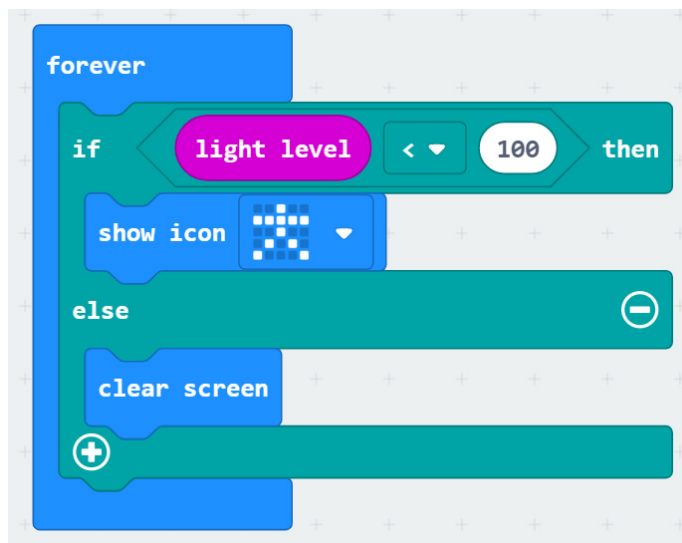 forever
if light level < 100 then
show icon
else
clear screen